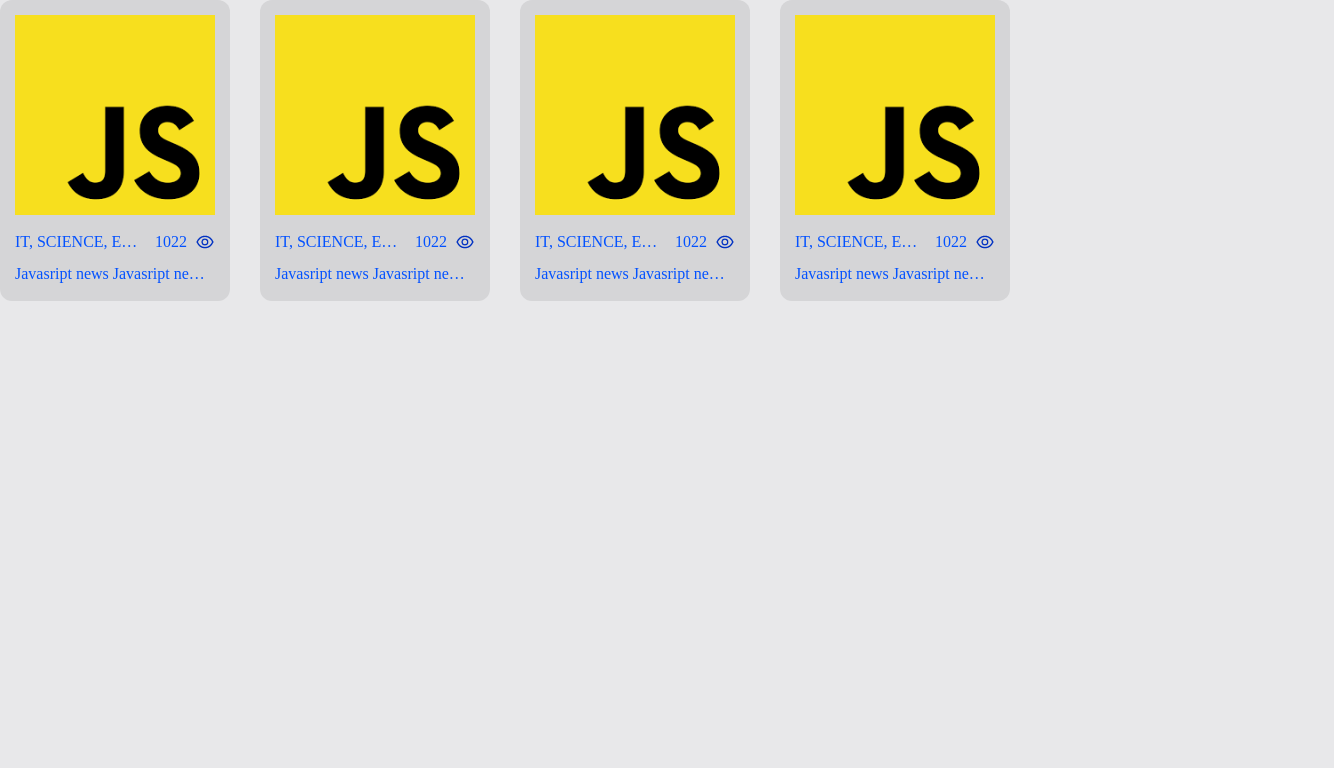 JS JS JS JS
IT, SCIENCE, E... 1022 IT, SCIENCE, E... 1022 IT, SCIENCE, E... 1022 IT, SCIENCE, E... 1022
Javasript news Javasript ne... Javasript news Javasript ne... Javasript news Javasript ne... Javasript news Javasript ne...